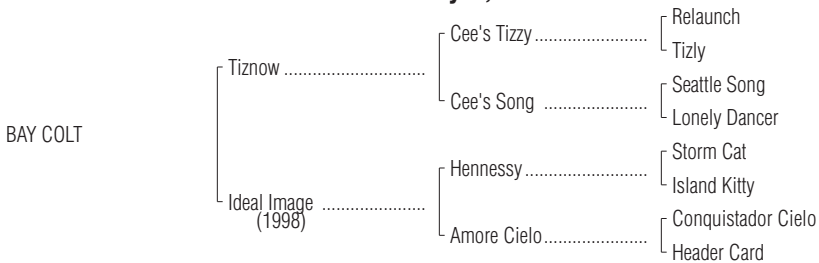 Relaunch
Cee's Tizzy ............................
Tizly
Tiznow ..............................
Seattle Song
Cee's Song ......................
Lonely Dancer
BAY COLT
Storm Cat
Hennessy..........................
Island Kitty
Ideal Image ......................
(1998)
Conquistador Cielo
Amore Cielo......................
Header Card